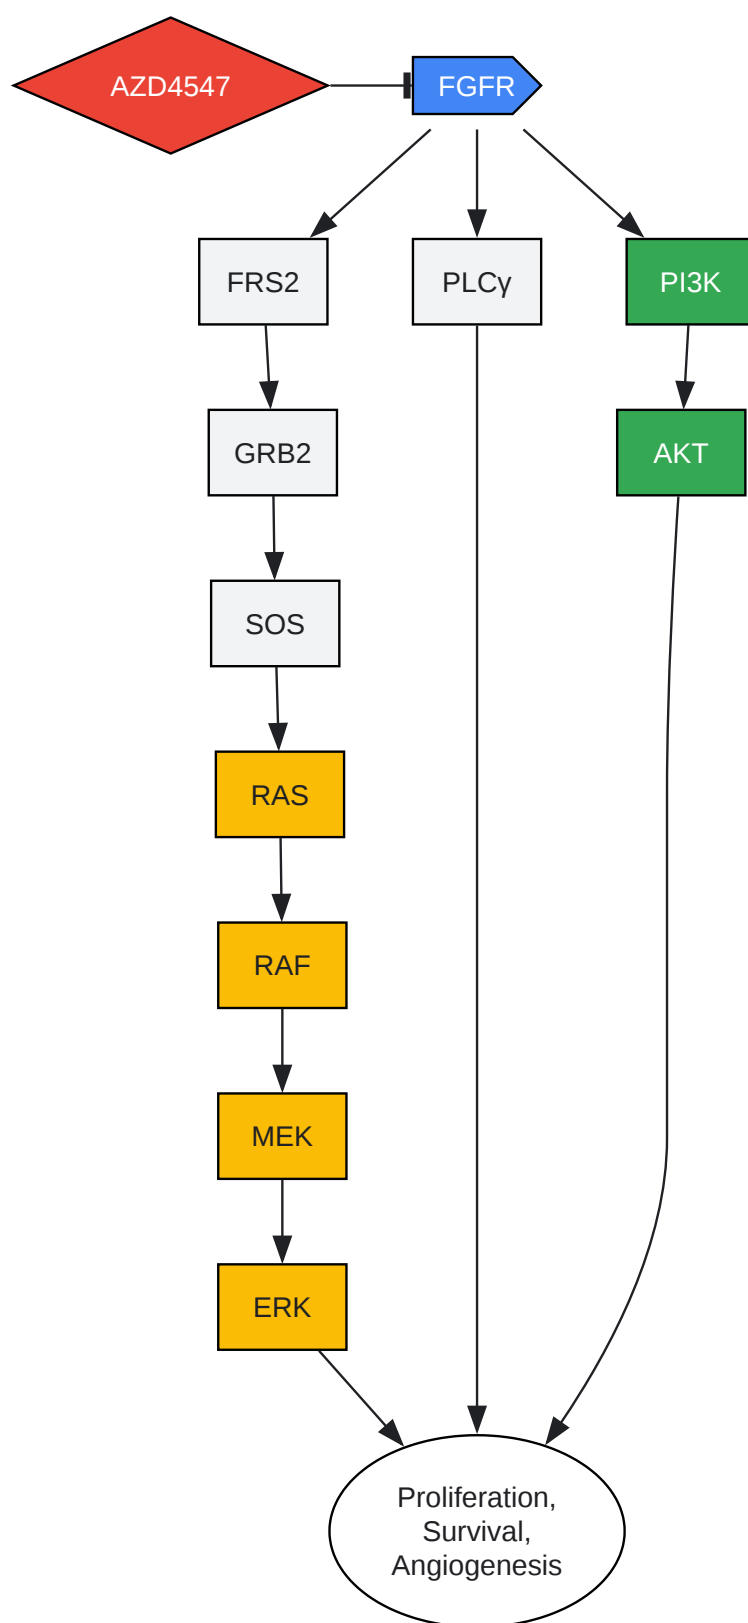 AZD4547
FGFR
FRS2
PLCγ
PI3K
GRB2
AKT
SOS
RAS
RAF
MEK
ERK
Proliferation,
Survival,
Angiogenesis